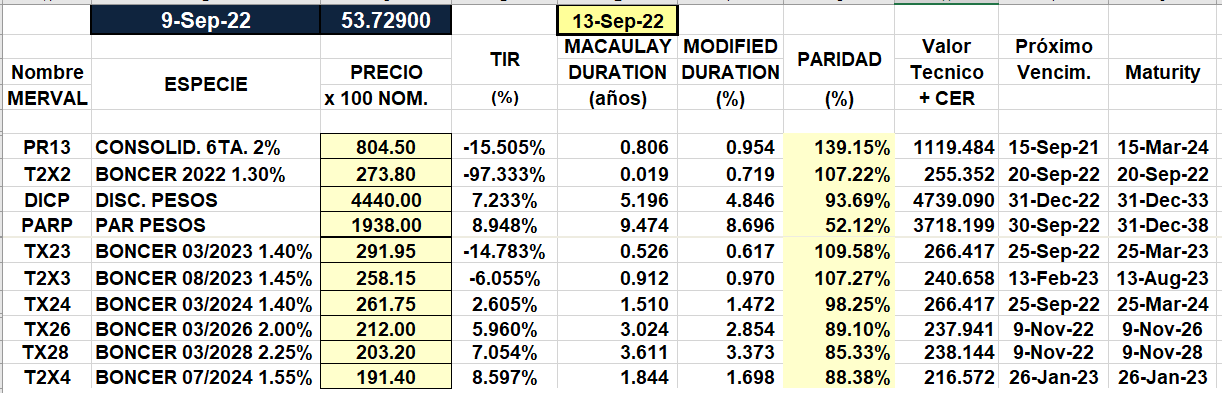 9-Sep-22 53.72900 13-Sep-22
MACAULAY MODIFIED Valor Próximo
TIR PARIDAD
Nombre PRECIO DURATION DURATION Tecnico Vencim. Maturity
ESPECIE
MERVAL x 100 NOM. (%) (años) (%) (%) + CER
PR13 CONSOLID. 6TA. 2% 804.50 -15.505% 0.806 0.954 139.15% 1119.484 15-Sep-21 15-Mar-24
T2X2 BONCER 2022 1.30% 273.80 -97.333% 0.019 0.719 107.22% 255.352 20-Sep-22 20-Sep-22
DICP DISC. PESOS 4440.00 7.233% 5.196 4.846 93.69% 4739.090 31-Dec-22 31-Dec-33
PARP PAR PESOS 1938.00 8.948% 9.474 8.696 52.12% 3718.199 30-Sep-22 31-Dec-38
TX23 BONCER 03/2023 1.40% 291.95 -14.783% 0.526 0.617 109.58% 266.417 25-Sep-22 25-Mar-23
T2X3 BONCER 08/2023 1.45% 258.15 -6.055% 0.912 0.970 107.27% 240.658 13-Feb-23 13-Aug-23
TX24 BONCER 03/2024 1.40% 261.75 2.605% 1.510 1.472 98.25% 266.417 25-Sep-22 25-Mar-24
TX26 BONCER 03/2026 2.00% 212.00 5.960% 3.024 2.854 89.10% 237.941 9-Nov-22 9-Nov-26
TX28 BONCER 03/2028 2.25% 203.20 7.054% 3.611 3.373 85.33% 238.144 9-Nov-22 9-Nov-28
T2X4 BONCER 07/2024 1.55% 191.40 8.597% 1.844 1.698 88.38% 216.572 26-Jan-23 26-Jan-23